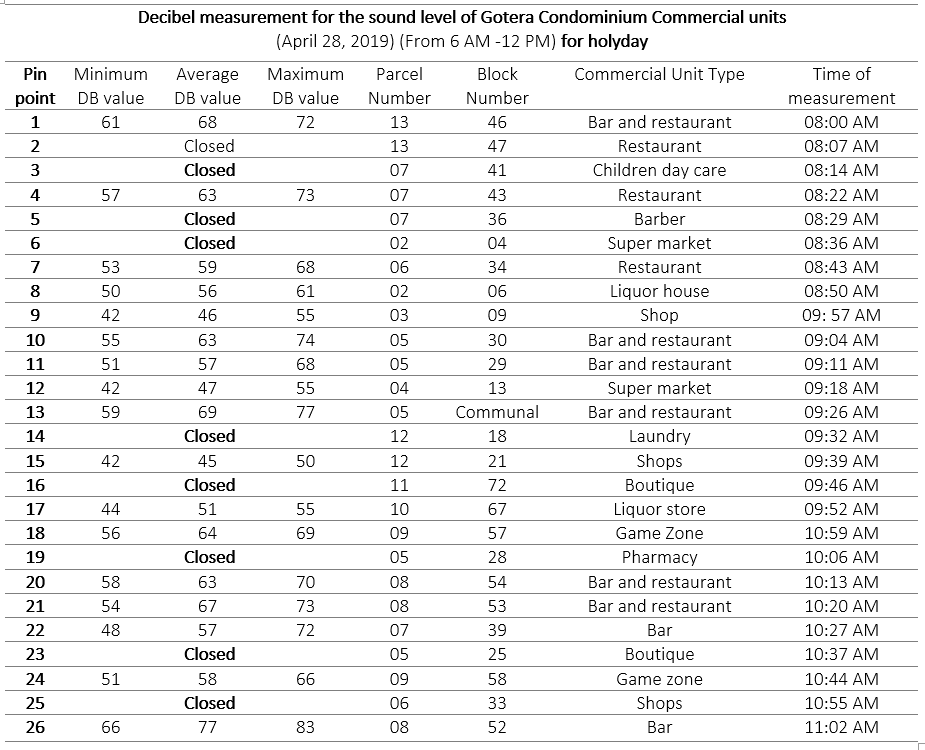 Decibel measurement for the sound level of Gotera Condominium Commercial units
(April 28, 2019) (From 6 AM -12 PM) for holyday
Pin Minimum Average Maximum Parcel Block Commercial Unit Type Time of
point DB value DB value DB value Number Number measurement
1 61 68 72 13 46 Bar and restaurant 08:00 AM
2 Closed 13 47 Restaurant 08:07 AM
3 Closed 07 41 Children day care 08:14 AM
4 57 63 73 07 43 Restaurant 08:22 AM
5 Closed 07 36 Barber 08:29 AM
6 Closed 02 04 Super market 08:36 AM
7 53 59 68 06 34 Restaurant 08:43 AM
8 50 56 61 02 06 Liquor house 08:50 AM
9 42 46 55 03 09 Shop 09: 57 AM
10 55 63 74 05 30 Bar and restaurant 09:04 AM
11 51 57 68 05 29 Bar and restaurant 09:11 AM
12 42 47 55 04 13 Super market 09:18 AM
13 59 69 77 05 Communal Bar and restaurant 09:26 AM
14 Closed 12 18 Laundry 09:32 AM
15 42 45 50 12 21 Shops 09:39 AM
16 Closed 11 72 Boutique 09:46 AM
17 44 51 55 10 67 Liquor store 09:52 AM
18 56 64 69 09 57 Game Zone 10:59 AM
19 Closed 05 28 Pharmacy 10:06 AM
20 58 63 70 08 54 Bar and restaurant 10:13 AM
21 54 67 73 08 53 Bar and restaurant 10:20 AM
22 48 57 72 07 39 Bar 10:27 AM
23 Closed 05 25 Boutique 10:37 AM
24 51 58 66 09 58 Game zone 10:44 AM
25 Closed 06 33 Shops 10:55 AM
26 66 77 83 08 52 Bar 11:02 AM